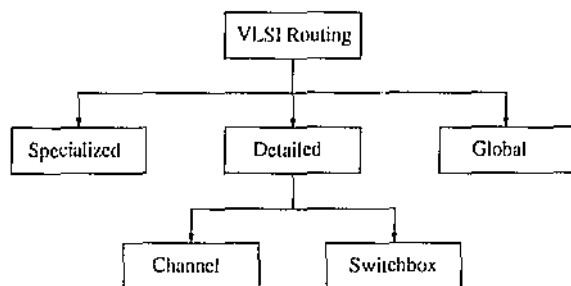 VLSI Routing
Specialized
Detailed
Global
Channel
Switchbox